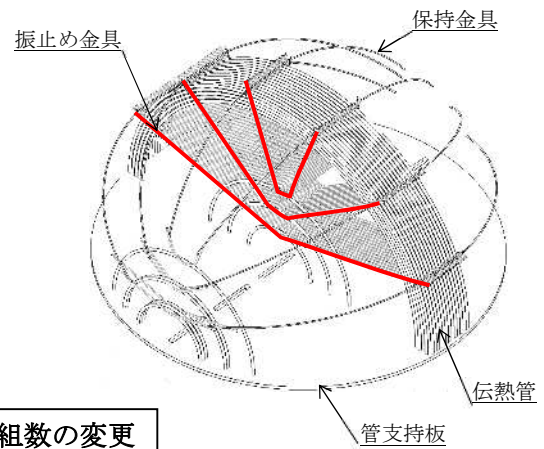 保持金具
振止め金具
伝熱管
管支持板
組数の変更